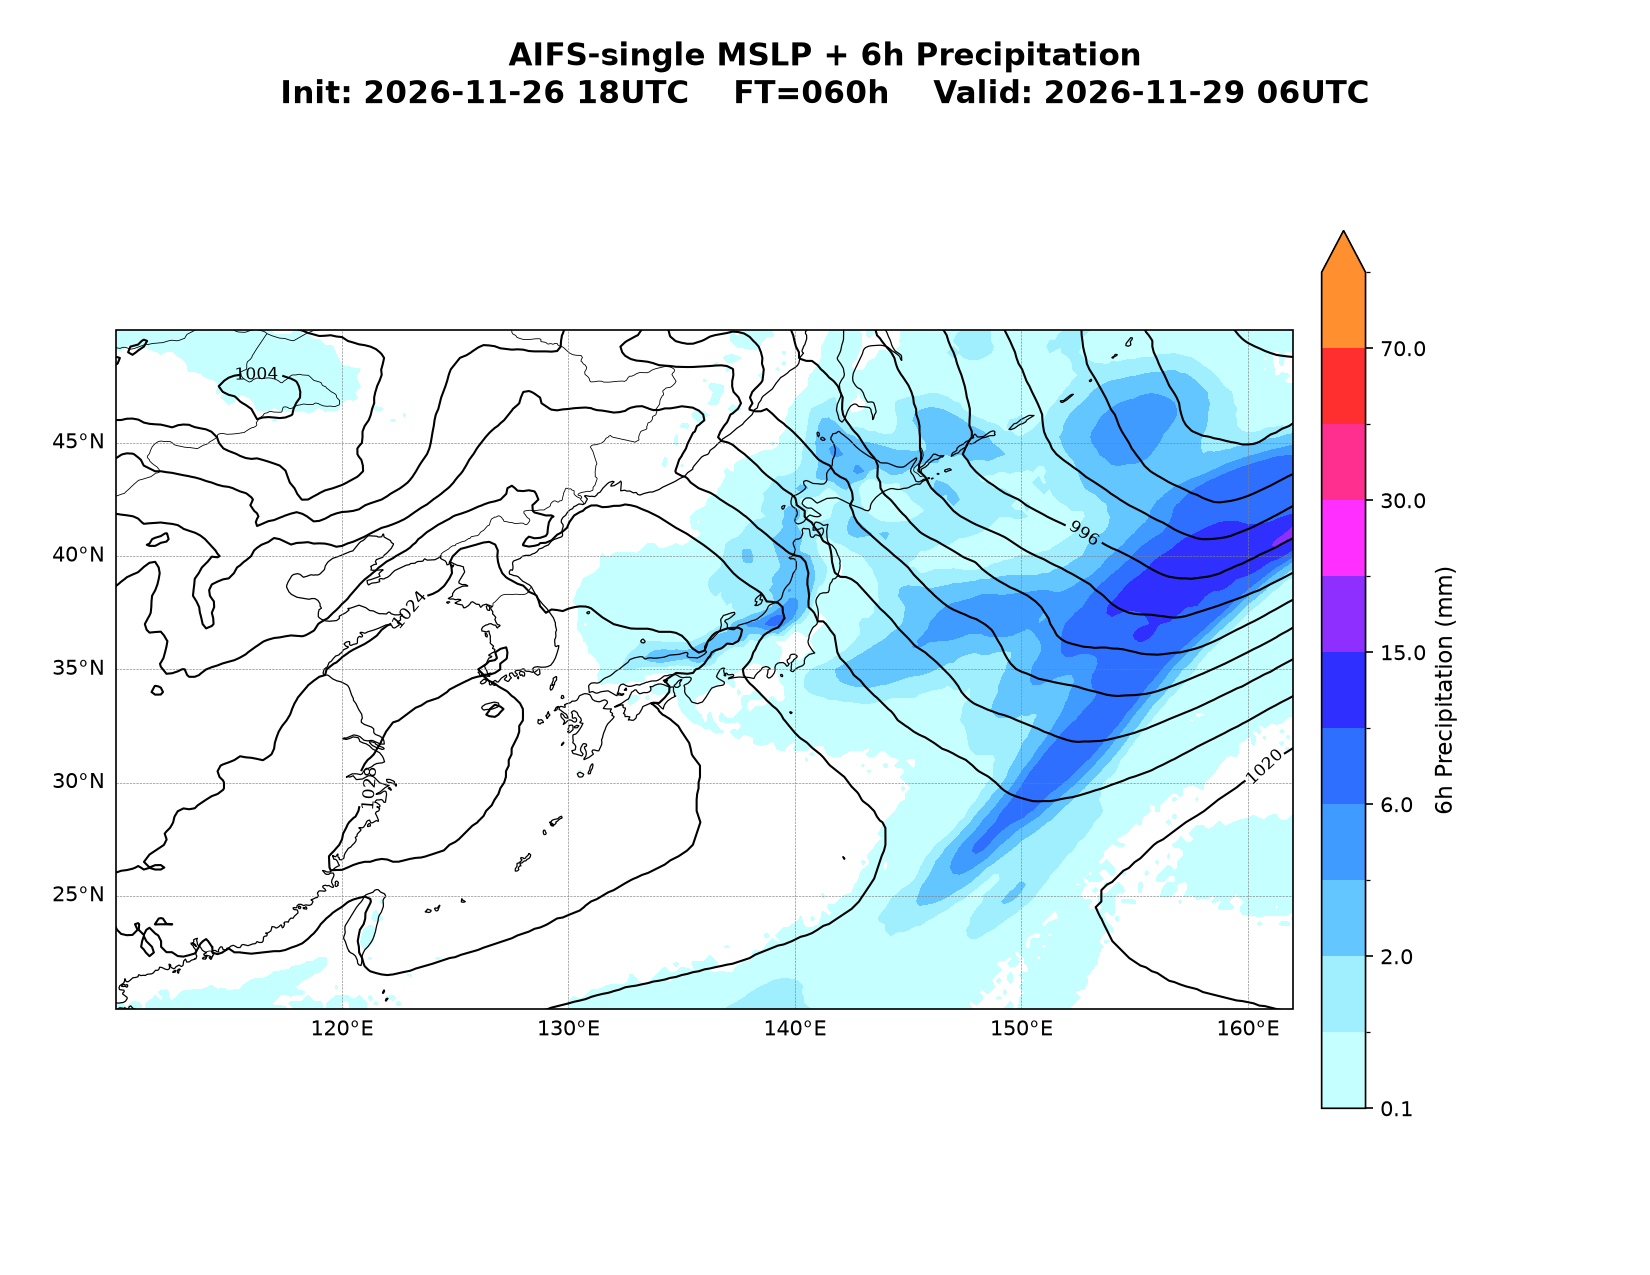 AIFS-single MSLP + 6h Precipitation
Init: 2026-11-26 18UTC    FT=060h    Valid: 2026-11-29 06UTC
1004
996
1024
1028
1020
45°N
40°N
35°N
30°N
25°N
120°E
130°E
140°E
150°E
160°E
70.0
30.0
15.0
6.0
2.0
0.1
6h Precipitation (mm)